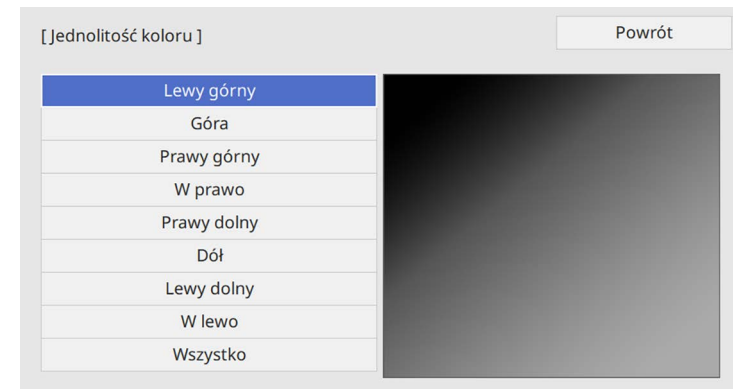 [ Jednolitość koloru ]
Powrót
Lewy górny
Góra
Prawy górny
W prawo
Prawy dolny
Dół
Lewy dolny
W lewo
Wszystko